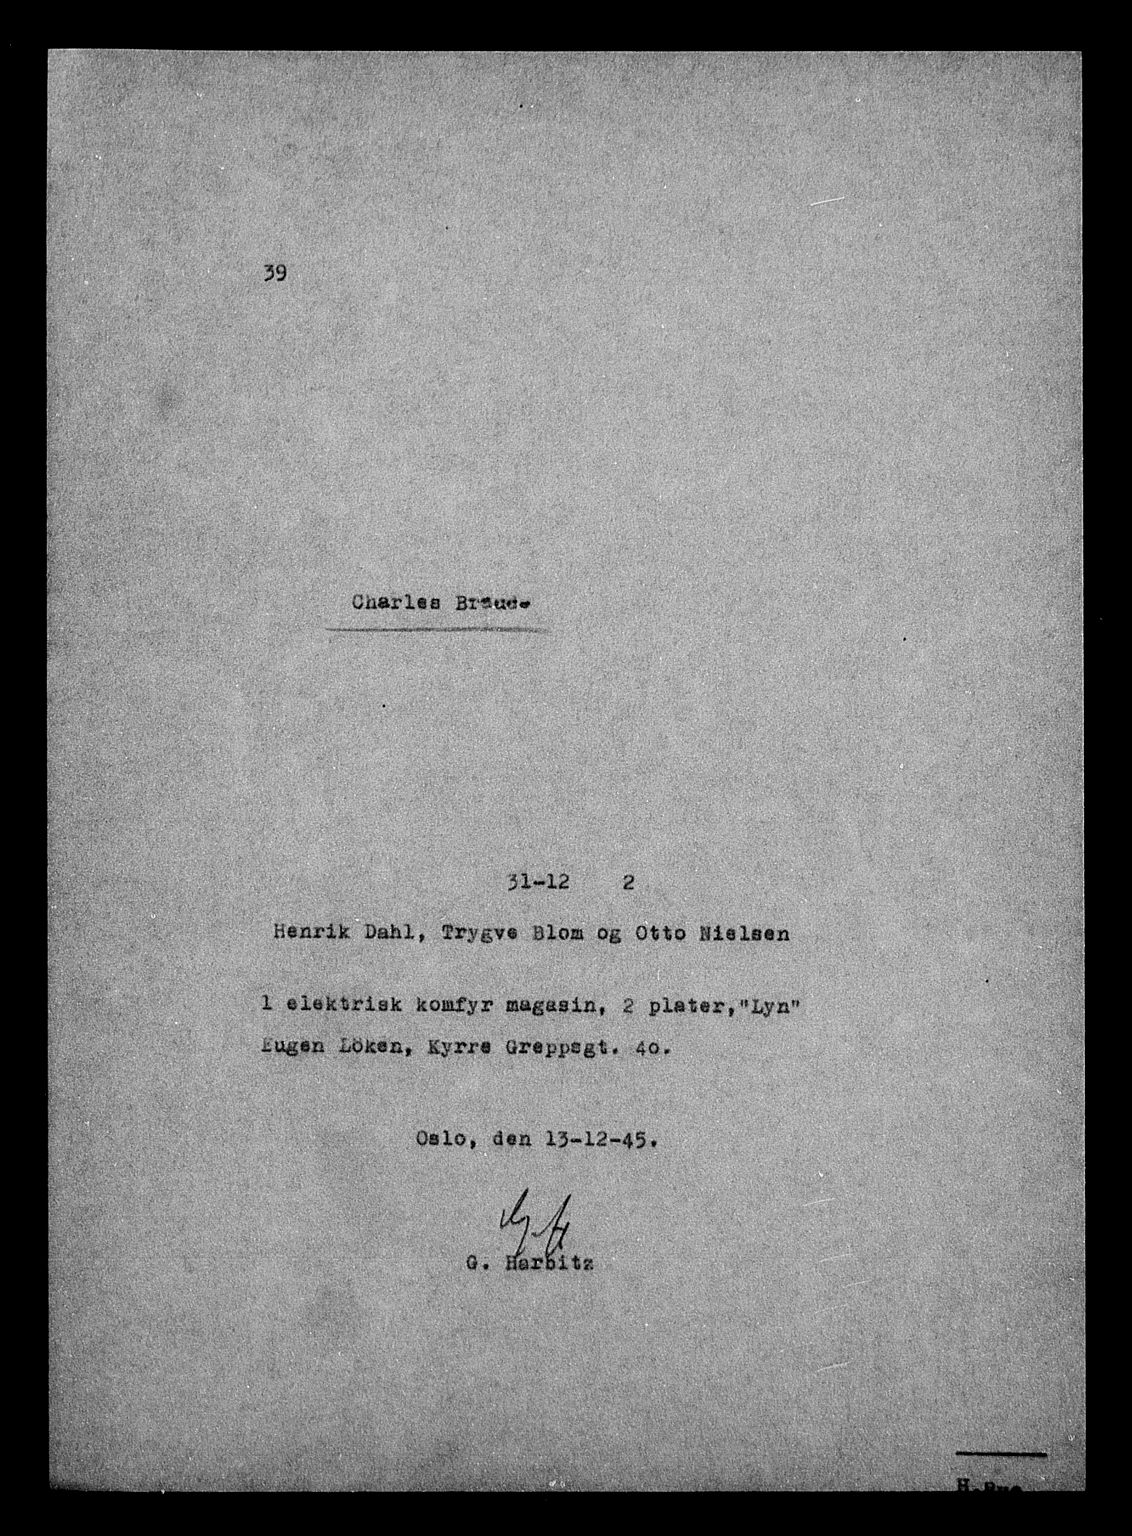 39
Charles Braude
31-12 2
Henrik Dahl, Trygve Blom og Otto Nielsen
1 elektrisk komfyr magasin, 2 plater,"Lyn"
Eugen Löken, Kyrre Greppsgt. 40.
Oslo, den 13-12-45.
G. Harbitz